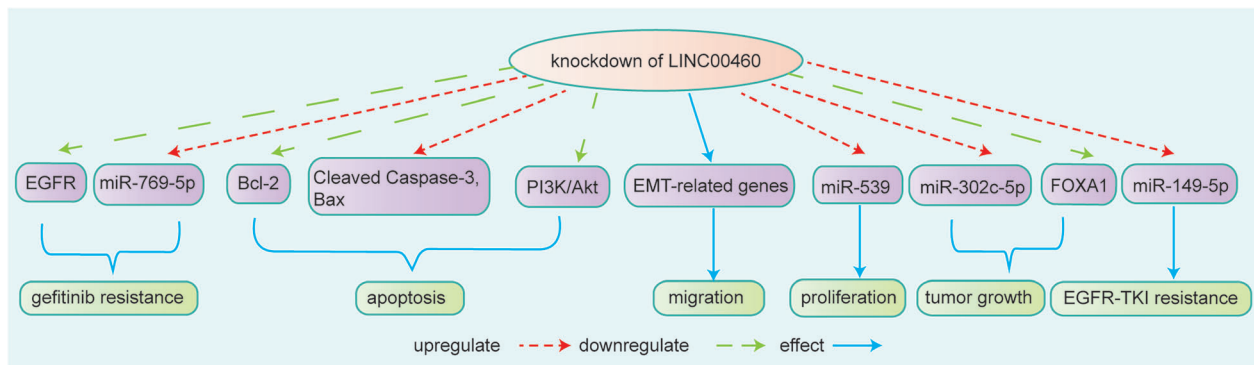 knockdown of LINC00460
EGFR
miR-769-5p
Bcl-2
Cleaved Caspase-3,
Bax
PI3K/Akt
EMT-related genes
miR-539
miR-302c-5p
FOXA1
miR-149-5p
gefitinib resistance
apoptosis
migration
proliferation
tumor growth
EGFR-TKI resistance
upregulate
downregulate
effect